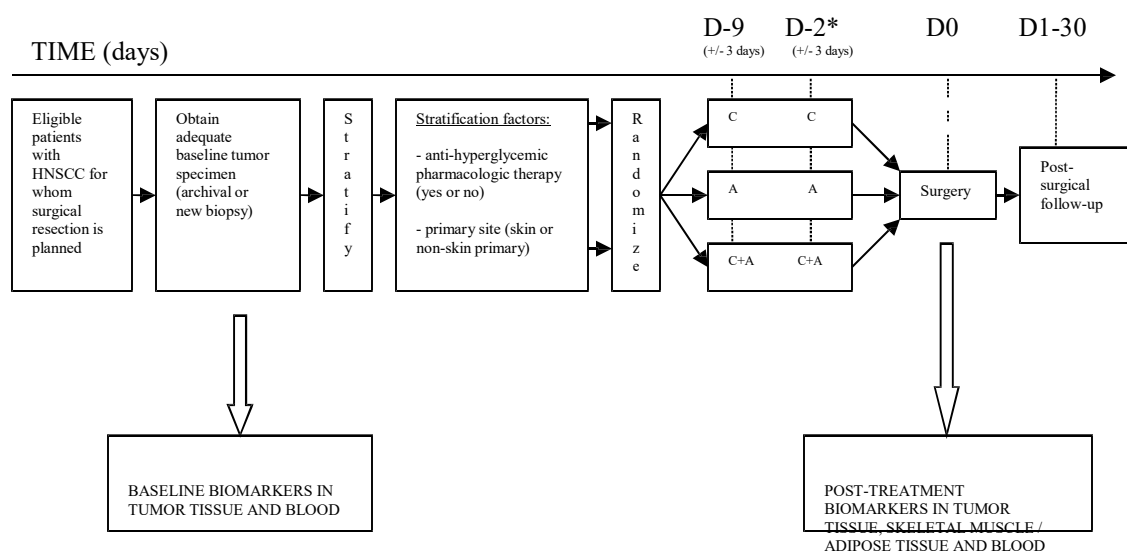 D-9
D-2*
D0
D1-30
TIME (days)
(+/- 3 days)
(+/- 3 days)
Eligible
patients
with
HNSCC for
whom
surgical
resection is
planned
Obtain
adequate
baseline tumor
specimen
(archival or
new biopsy)
S
t
r
a
t
i
f
y
Stratification factors:
- anti-hyperglycemic
pharmacologic therapy
(yes or no)
- primary site (skin or
non-skin primary)
R
a
n
d
o
m
i
z
e
C
C
A
A
C+A
C+A
Surgery
Post-
surgical
follow-up
BASELINE BIOMARKERS IN
TUMOR TISSUE AND BLOOD
POST-TREATMENT
BIOMARKERS IN TUMOR
TISSUE, SKELETAL MUSCLE /
ADIPOSE TISSUE AND BLOOD